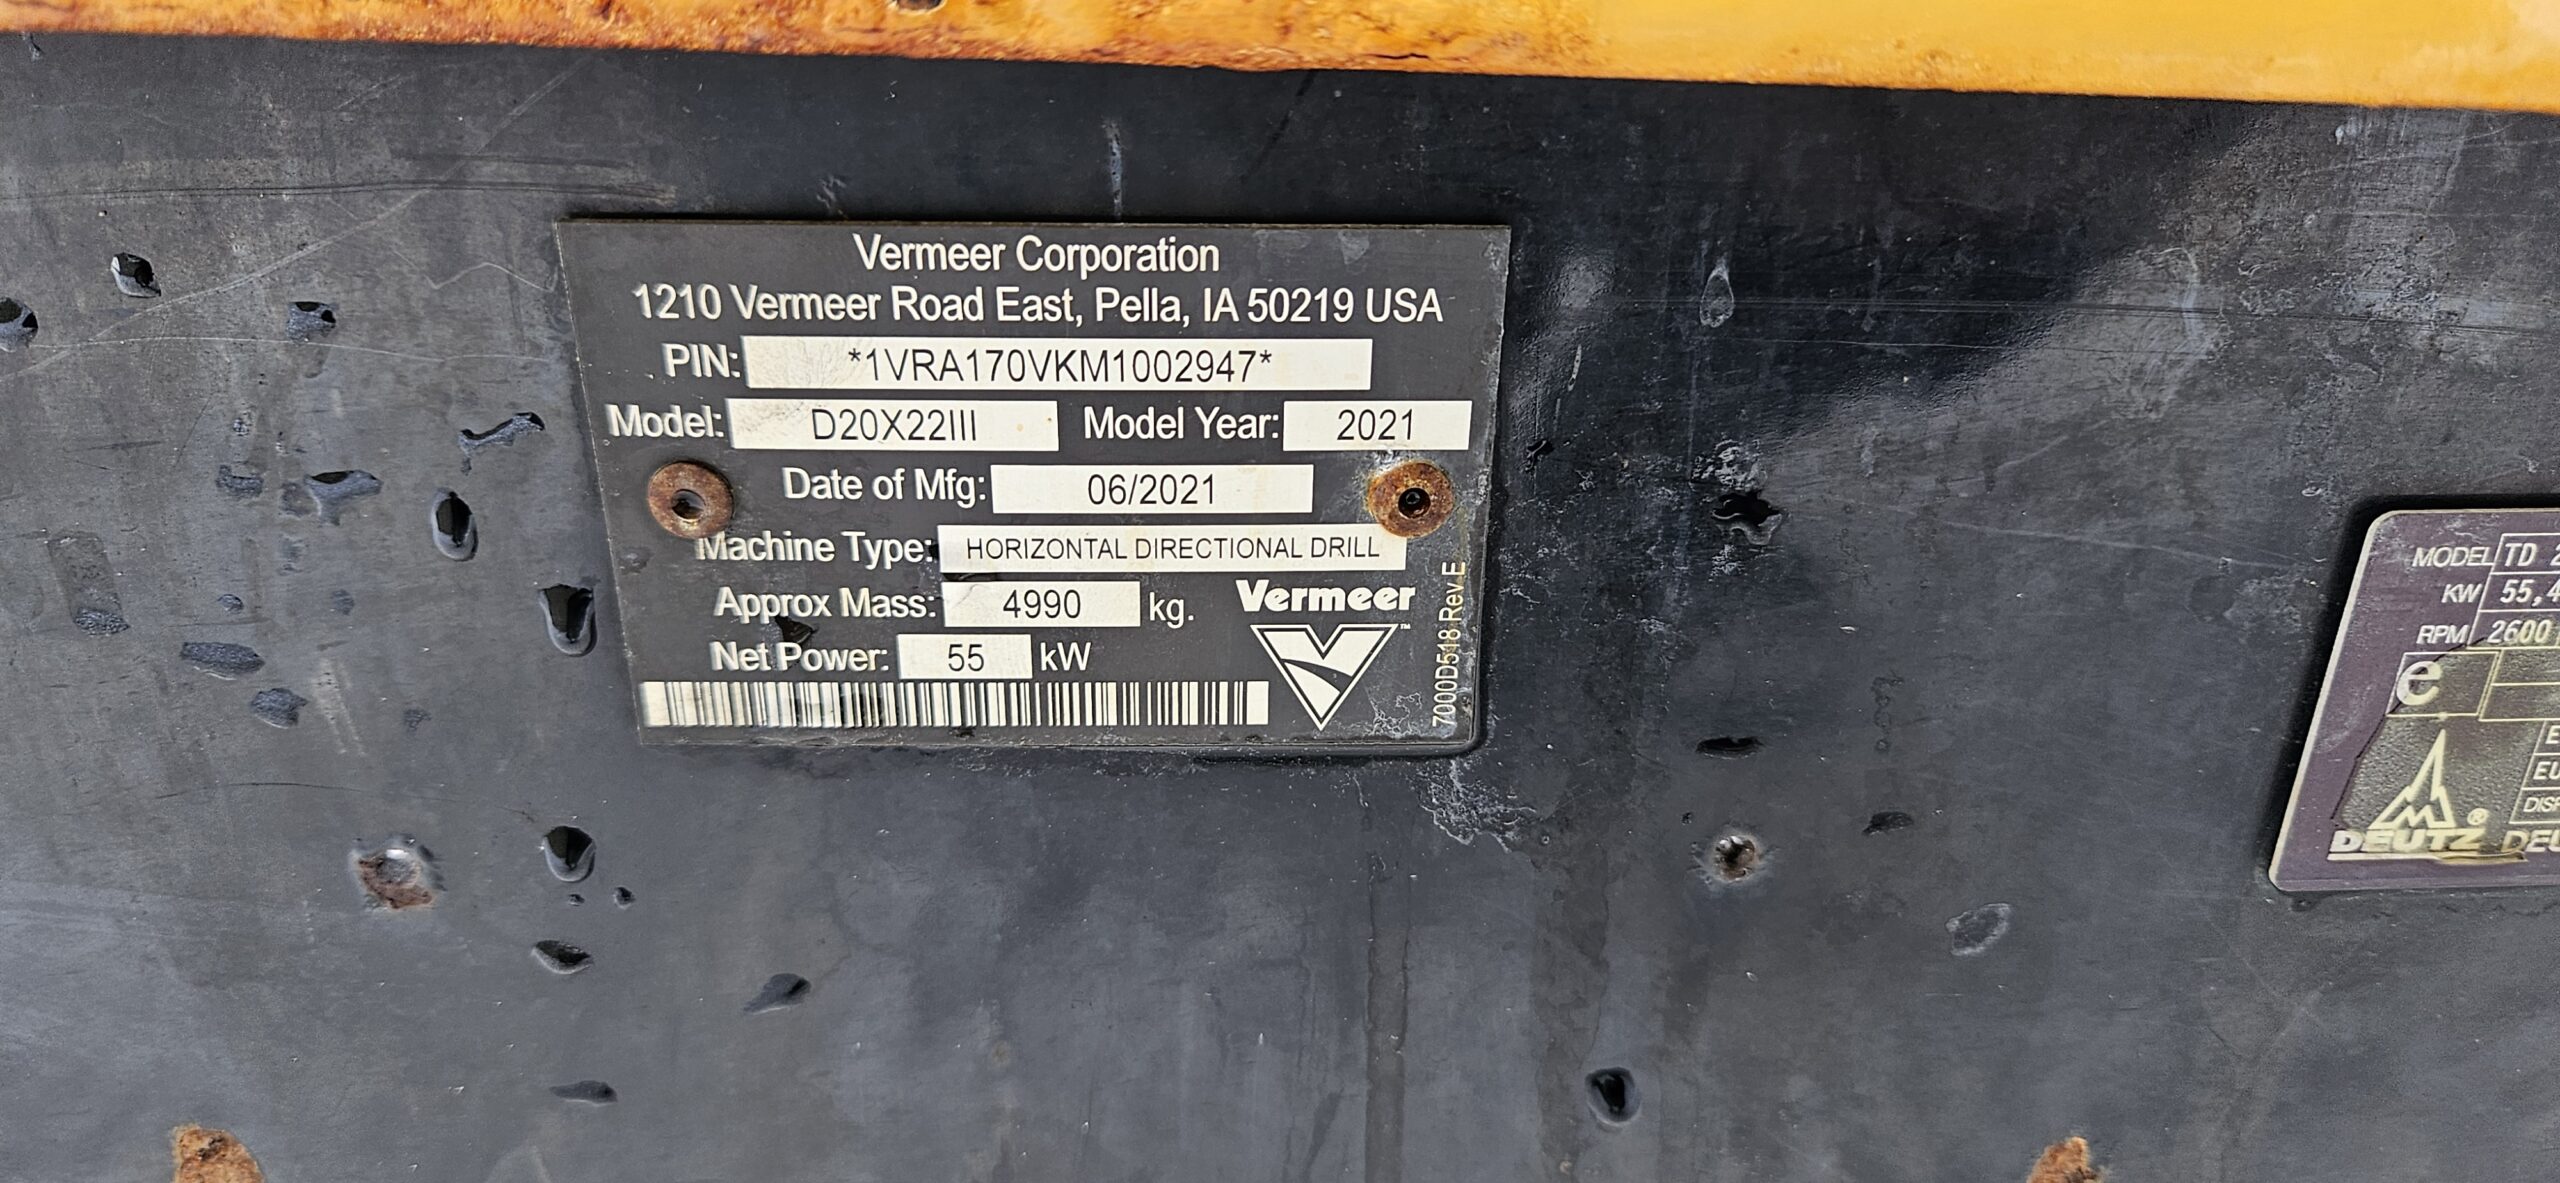 Vermeer Corporation
1210 Vermeer Road East, Pella, IA 50219 USA
PIN: *1VRA170VKM1002947*
Model: D20X22III Model Year: 2021
Date of Mfg: 06/2021
Machine Type: HORIZONTAL DIRECTIONAL DRILL
Approx Mass: 4990 kg.
Net Power: 55 kW
Vermeer™
7000D518 Rev E
MODEL TD 2
KW 55,4
RPM 2600
e
DEUTZ®